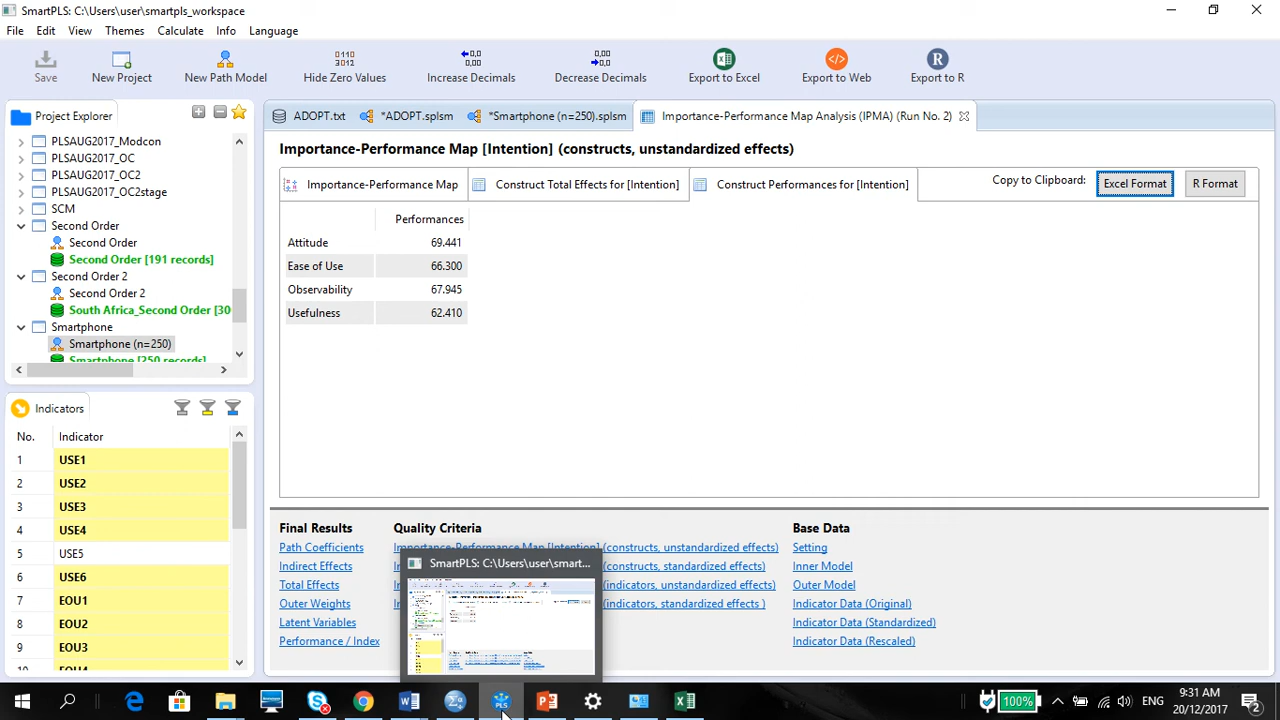 SmartPLS: C:\Users\user\smartpls_workspace
File Edit View Themes Calculate Info Language
Save New Project New Path Model Hide Zero Values Increase Decimals Decrease Decimals Export to Excel Export to Web Export to R
Project Explorer
ADOPT.txt *ADOPT.splsm *Smartphone (n=250).splsm Importance-Performance Map Analysis (IPMA) (Run No. 2)
PLSAUG2017_Modcon
PLSAUG2017_OC
PLSAUG2017_OC2
PLSAUG2017_OC2stage
SCM
Second Order
Second Order
Second Order [191 records]
Second Order 2
Second Order 2
South Africa_Second Order [30
Smartphone
Smartphone (n=250)
Smartphone [250 records]
Importance-Performance Map [Intention] (constructs, unstandardized effects)
Importance-Performance Map Construct Total Effects for [Intention] Construct Performances for [Intention] Copy to Clipboard: Excel Format R Format
Performances
Attitude 69.441
Ease of Use 66.300
Observability 67.945
Usefulness 62.410
Indicators
No. Indicator
1 USE1
2 USE2
3 USE3
4 USE4
5 USE5
6 USE6
7 EOU1
8 EOU2
9 EOU3
10 EOU4
Final Results
Path Coefficients
Indirect Effects
Total Effects
Outer Weights
Latent Variables
Performance / Index
Quality Criteria
Importance-Performance Map [Intention] (constructs, unstandardized effects)
(constructs, standardized effects)
(indicators, unstandardized effects)
(indicators, standardized effects )
Base Data
Setting
Inner Model
Outer Model
Indicator Data (Original)
Indicator Data (Standardized)
Indicator Data (Rescaled)
SmartPLS: C:\Users\user\smart...
PLS
100% ENG 9:31 AM
20/12/2017 2